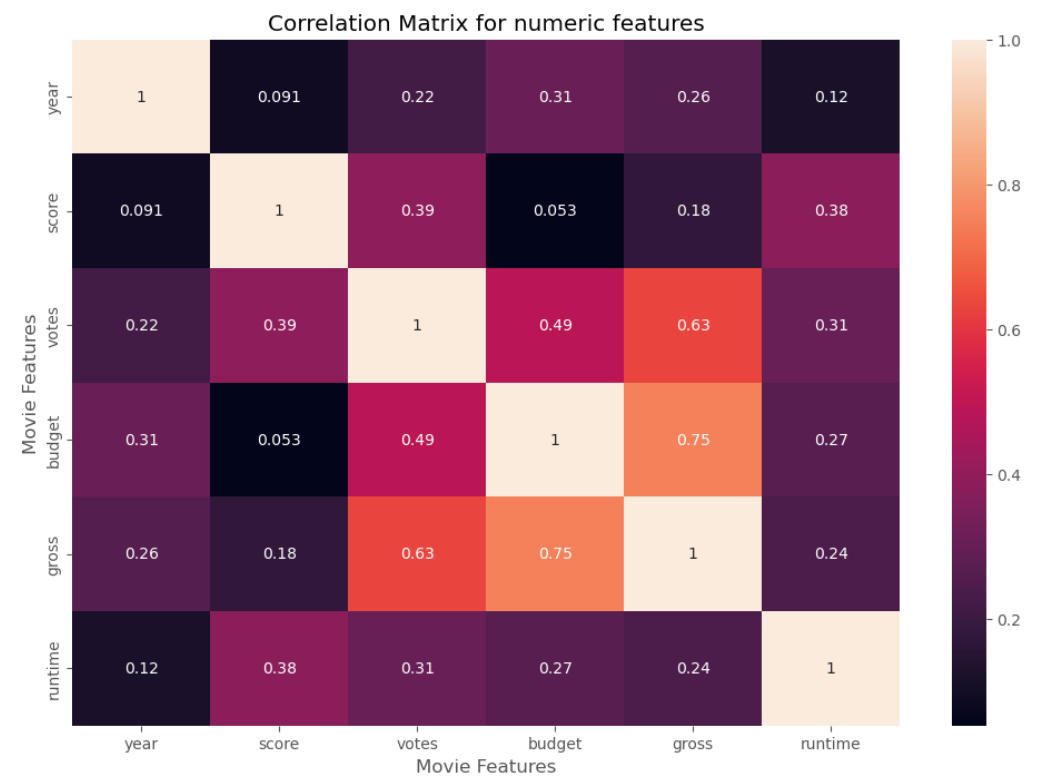 Correlation Matrix for numeric features
1.0
year
1 0.091 0.22 0.31 0.26 0.12
0.8
score
0.091 1 0.39 0.053 0.18 0.38
votes
0.22 0.39 1 0.49 0.63 0.31
0.6
Movie Features
budget
0.31 0.053 0.49 1 0.75 0.27
0.4
gross
0.26 0.18 0.63 0.75 1 0.24
0.2
runtime
0.12 0.38 0.31 0.27 0.24 1
year score votes budget gross runtime
Movie Features